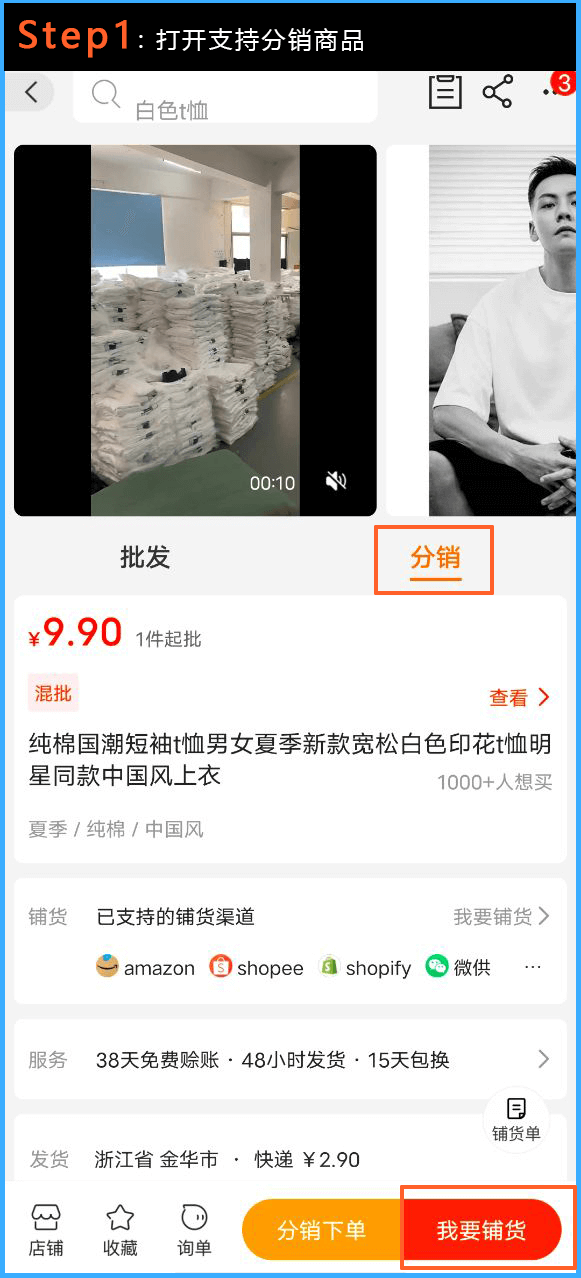 Step1：打开支持分销商品
白色t恤
3
00:10
批发
分销
¥9.90 1件起批
混批
查看
纯棉国潮短袖t恤男女夏季新款宽松白色印花t恤明
星同款中国风上衣
1000+人想买
夏季 / 纯棉 / 中国风
铺货 已支持的铺货渠道 我要铺货
amazon shopee shopify 微供 ···
服务 38天免费赊账 · 48小时发货 · 15天包换
铺货单
发货 浙江省 金华市 · 快递 ¥2.90
店铺 收藏 询单 分销下单 我要铺货